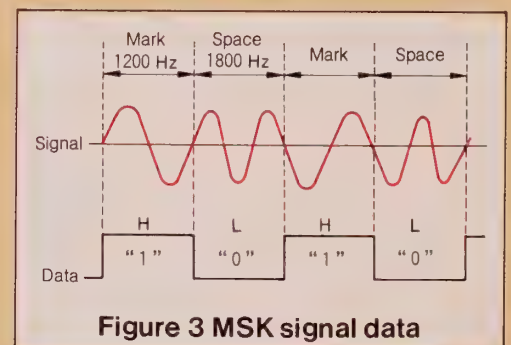 Mark Space
1200 Hz 1800 Hz Mark Space
Signal
H L H L
"1" "0" "1" "0"
Data
Figure 3 MSK signal data